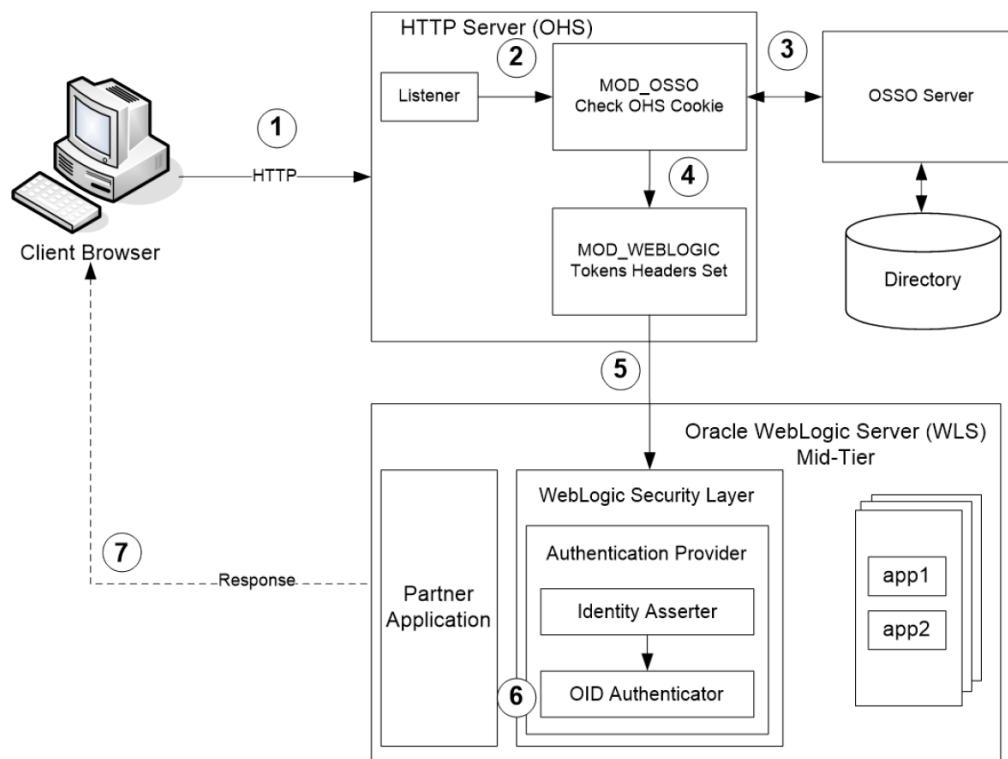 HTTP Server (OHS)
1
HTTP
Client Browser
Listener
2
MOD_OSSO
Check OHS Cookie
3
OSSO Server
4
MOD_WEBLOGIC
Tokens Headers Set
Directory
5
Oracle WebLogic Server (WLS)
Mid-Tier
WebLogic Security Layer
Authentication Provider
Identity Asserter
OID Authenticator
6
Partner
Application
app1
app2
7
Response